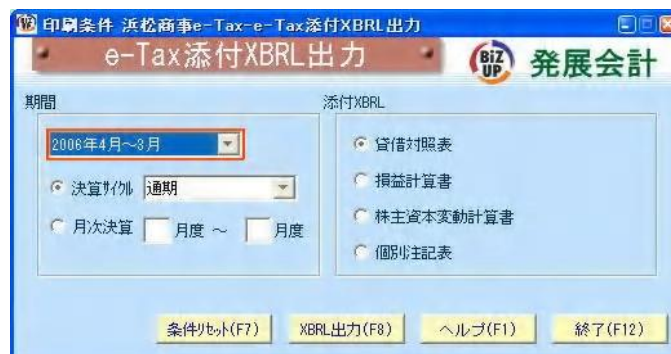 印刷条件 浜松商事e-Tax-e-Tax添付XBRL出力
e-Tax添付XBRL出力
BiZ UP 発展会計
期間
2006年4月～3月
決算ｻｲｸﾙ 通期
月次決算 月度 ～ 月度
添付XBRL
貸借対照表
損益計算書
株主資本変動計算書
個別注記表
条件ﾘｾｯﾄ(F7) XBRL出力(F8) ヘルプ(F1) 終了(F12)